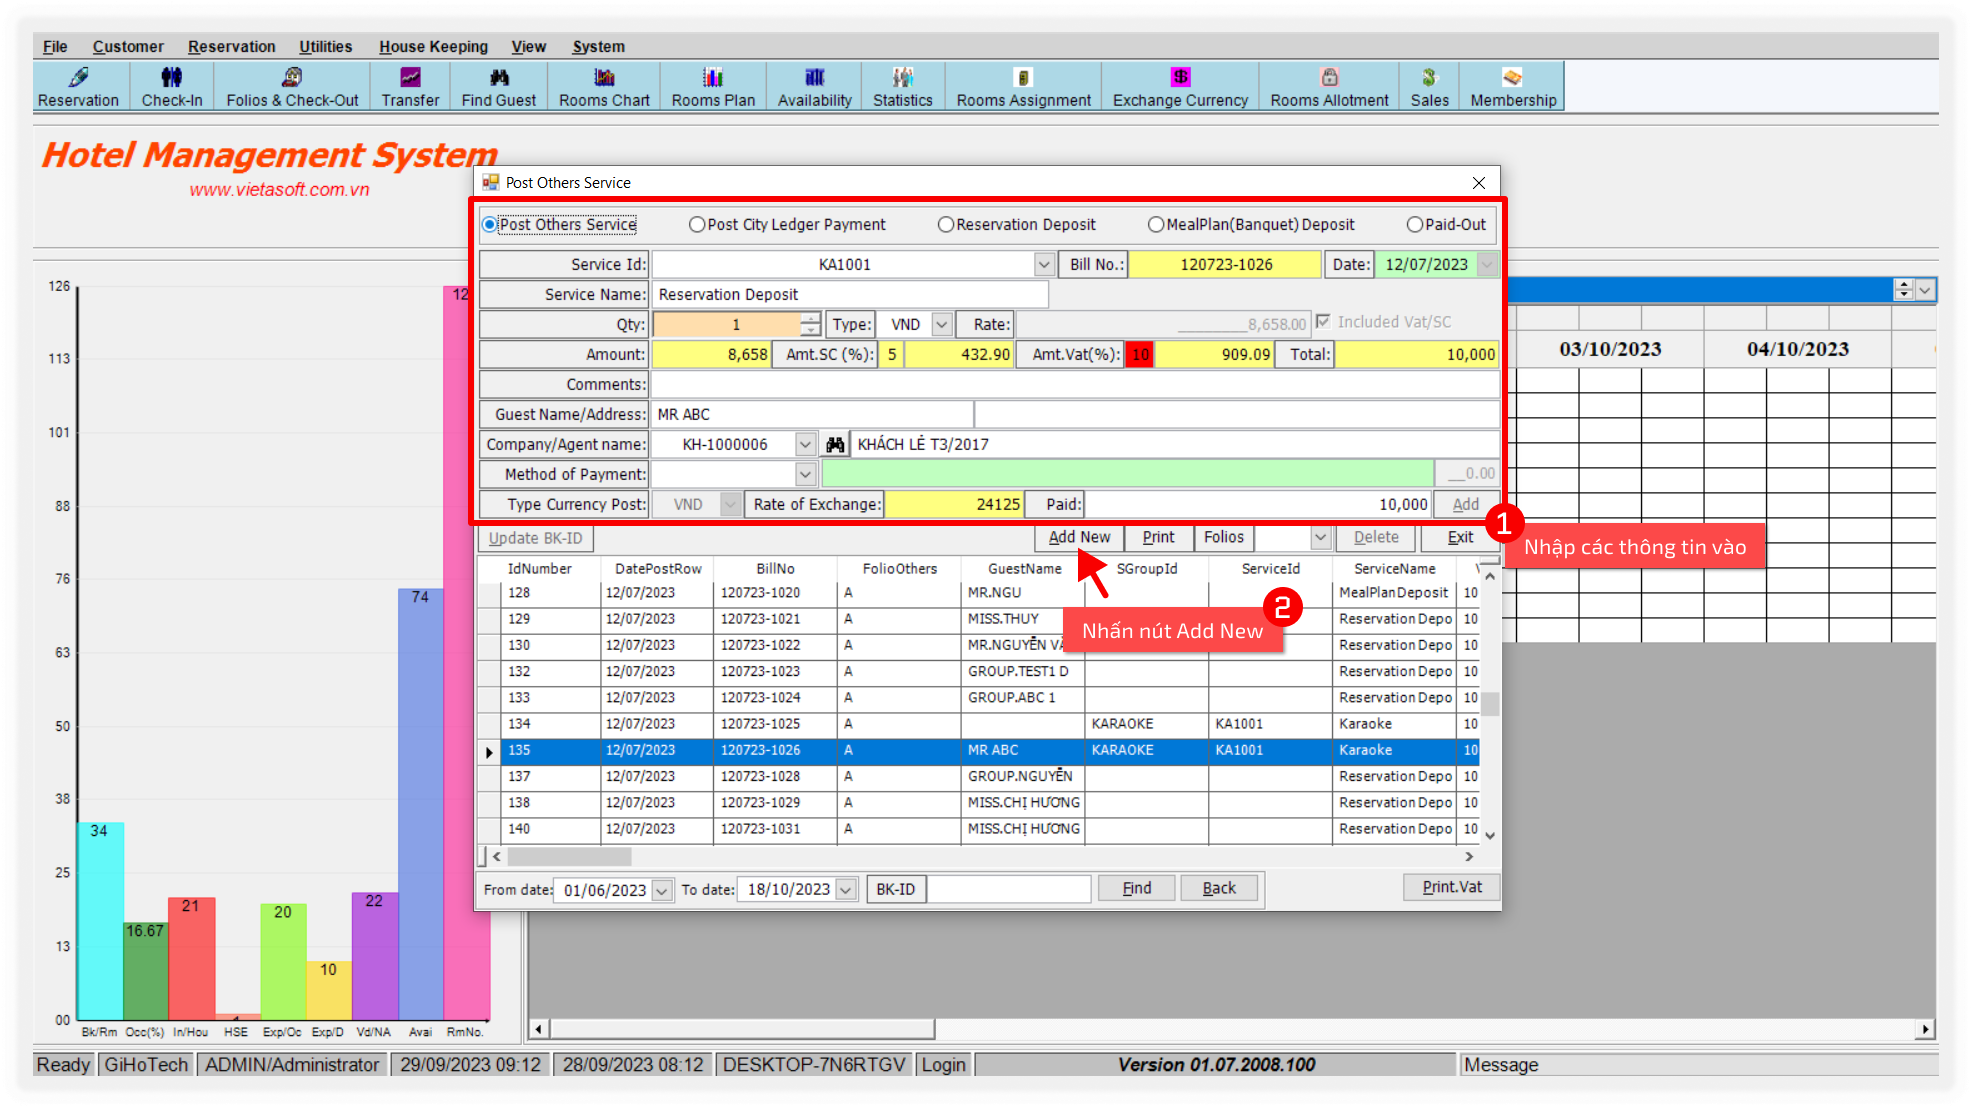 File Customer Reservation Utilities House Keeping View System
Reservation Check-In Folios & Check-Out Transfer Find Guest Rooms Chart Rooms Plan Availability Statistics Rooms Assignment Exchange Currency Rooms Allotment Sales Membership
Hotel Management System
www.vietasoft.com.vn
Post Others Service
Post Others Service Post City Ledger Payment Reservation Deposit MealPlan(Banquet) Deposit Paid-Out
Service Id: KA1001 Bill No.: 120723-1026 Date: 12/07/2023
Service Name: Reservation Deposit
Qty: 1 Type: VND Rate: 8,658.00 Included Vat/SC
Amount: 8,658 Amt.SC (%): 5 432.90 Amt.Vat(%): 10 909.09 Total: 10,000
Comments:
Guest Name/Address: MR ABC
Company/Agent name: KH-1000006 KHÁCH LẺ T3/2017
Method of Payment: __0.00
Type Currency Post: VND Rate of Exchange: 24125 Paid: 10,000 Add
1
Nhập các thông tin vào
Update BK-ID Add New Print Folios Delete Exit
2
Nhấn nút Add New
IdNumber DatePostRow BillNo FolioOthers GuestName SGroupId ServiceId ServiceName
128 12/07/2023 120723-1020 A MR.NGU MealPlanDeposit 10
129 12/07/2023 120723-1021 A MISS.THUY Reservation Depo 10
130 12/07/2023 120723-1022 A MR.NGUYỄN Reservation Depo 10
132 12/07/2023 120723-1023 A GROUP.TEST1 D Reservation Depo 10
133 12/07/2023 120723-1024 A GROUP.ABC 1 Reservation Depo 10
134 12/07/2023 120723-1025 A KARAOKE KA1001 Karaoke 10
135 12/07/2023 120723-1026 A MR ABC KARAOKE KA1001 Karaoke 10
137 12/07/2023 120723-1028 A GROUP.NGUYỄN Reservation Depo 10
138 12/07/2023 120723-1029 A MISS.CHỊ HƯƠNG Reservation Depo 10
140 12/07/2023 120723-1031 A MISS.CHỊ HƯƠNG Reservation Depo 10
From date: 01/06/2023 To date: 18/10/2023 BK-ID Find Back Print.Vat
03/10/2023 04/10/2023
126
113
101
88
76
63
50
38
25
13
00
34 16.67 21 20 10 22 74
Bk/Rm Occ(%) In/Hou HSE Exp/Oc Exp/D Vd/NA Avai RmNo.
Ready GiHoTech ADMIN/Administrator 29/09/2023 09:12 28/09/2023 08:12 DESKTOP-7N6RTGV Login Version 01.07.2008.100 Message